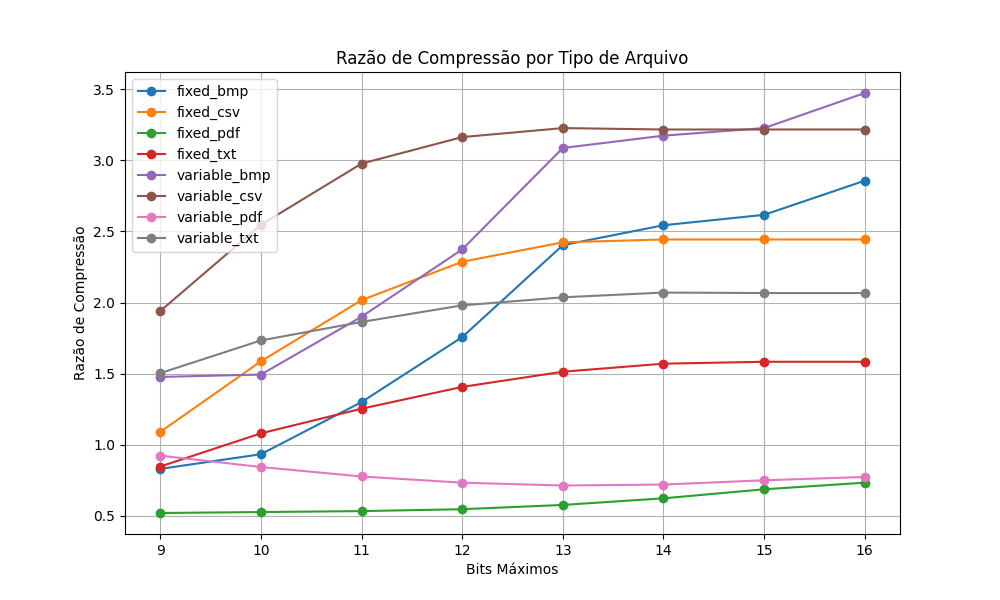 Razão de Compressão por Tipo de Arquivo
3.5
3.0
2.5
2.0
1.5
1.0
0.5
Razão de Compressão
fixed_bmp
fixed_csv
fixed_pdf
fixed_txt
variable_bmp
variable_csv
variable_pdf
variable_txt
9 10 11 12 13 14 15 16
Bits Máximos